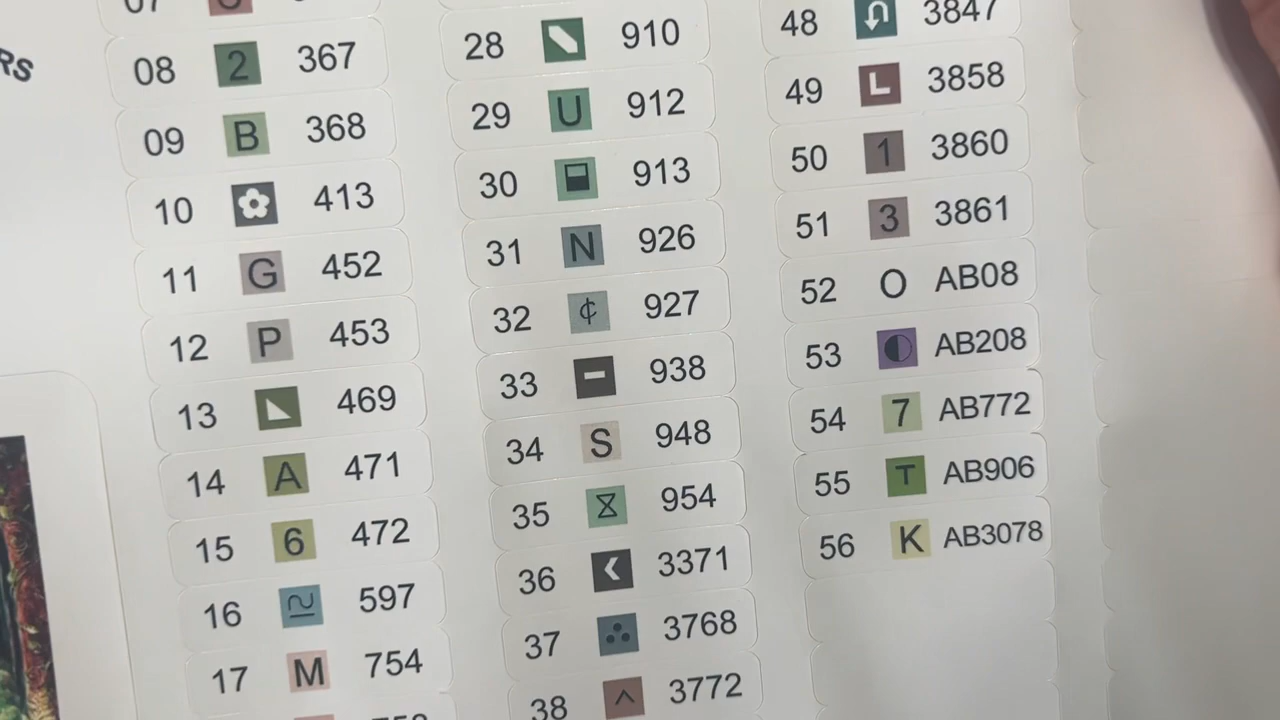 RS
07
08 2 367
09 B 368
10 413
11 G 452
12 P 453
13 469
14 A 471
15 6 472
16 597
17 M 754
28 910
29 U 912
30 913
31 N 926
32 ¢ 927
33 938
34 S 948
35 954
36 3371
37 3768
38 3772
48 3847
49 L 3858
50 1 3860
51 3 3861
52 O AB08
53 AB208
54 7 AB772
55 T AB906
56 K AB3078